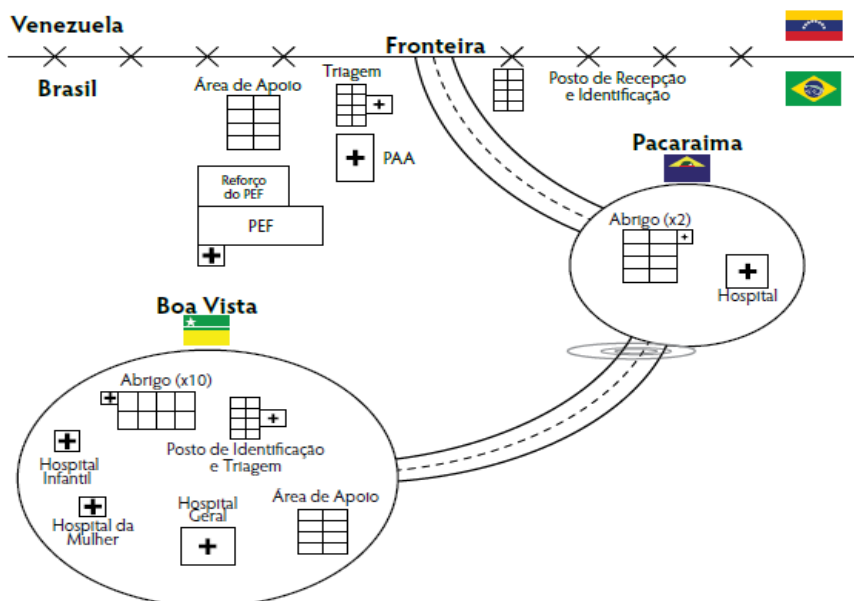 Venezuela
Fronteira
Brasil
Área de Apoio
Triagem
Posto de Recepção
e Identificação
PAA
Pacaraima
Reforço
do PEF
PEF
Abrigo (x2)
Hospital
Boa Vista
Abrigo (x10)
Posto de Identificação
e Triagem
Hospital
Infantil
Hospital da
Mulher
Hospital
Geral
Área de Apoio